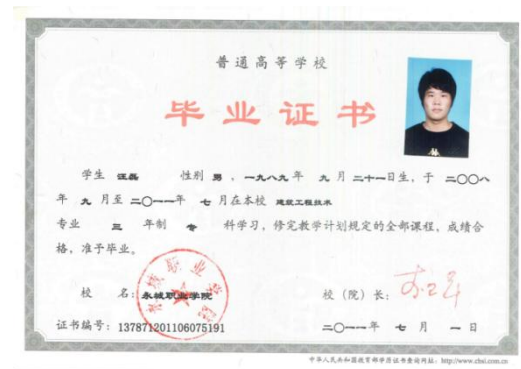 普通高等学校
毕业证书
学生 汪磊 性别 男 ，一九八九年 九 月 二十一日生，于 二〇〇八
年 九 月至 二〇一一年 七 月在本校 建筑工程技术
专业 三 年制 专 科学习，修完教学计划规定的全部课程，成绩合
格，准予毕业。
校 名：永城职业学院
校（院）长：
证书编号：137871201106075191
二〇一一年 七 月 一日
中华人民共和国教育部学历证书查询网址：http://www.chsi.com.cn